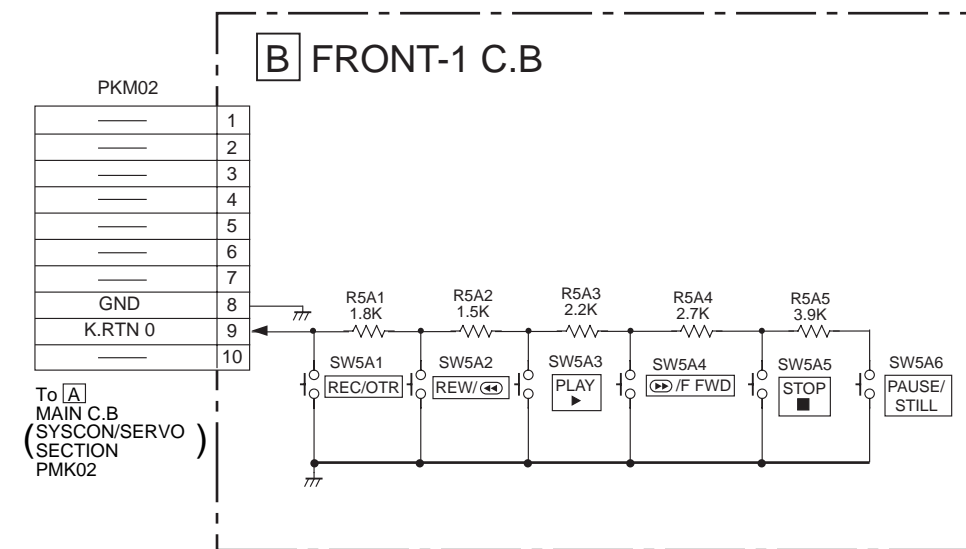 B FRONT-1 C.B
PKM02
1
2
3
4
5
6
7
GND 8
K.RTN 0 9
10
To A
MAIN C.B
(SYSCON/SERVO
SECTION)
PMK02
R5A1
1.8K
R5A2
1.5K
R5A3
2.2K
R5A4
2.7K
R5A5
3.9K
SW5A1
REC/OTR
SW5A2
REW/
SW5A3
PLAY
SW5A4
/F FWD
SW5A5
STOP
SW5A6
PAUSE/
STILL